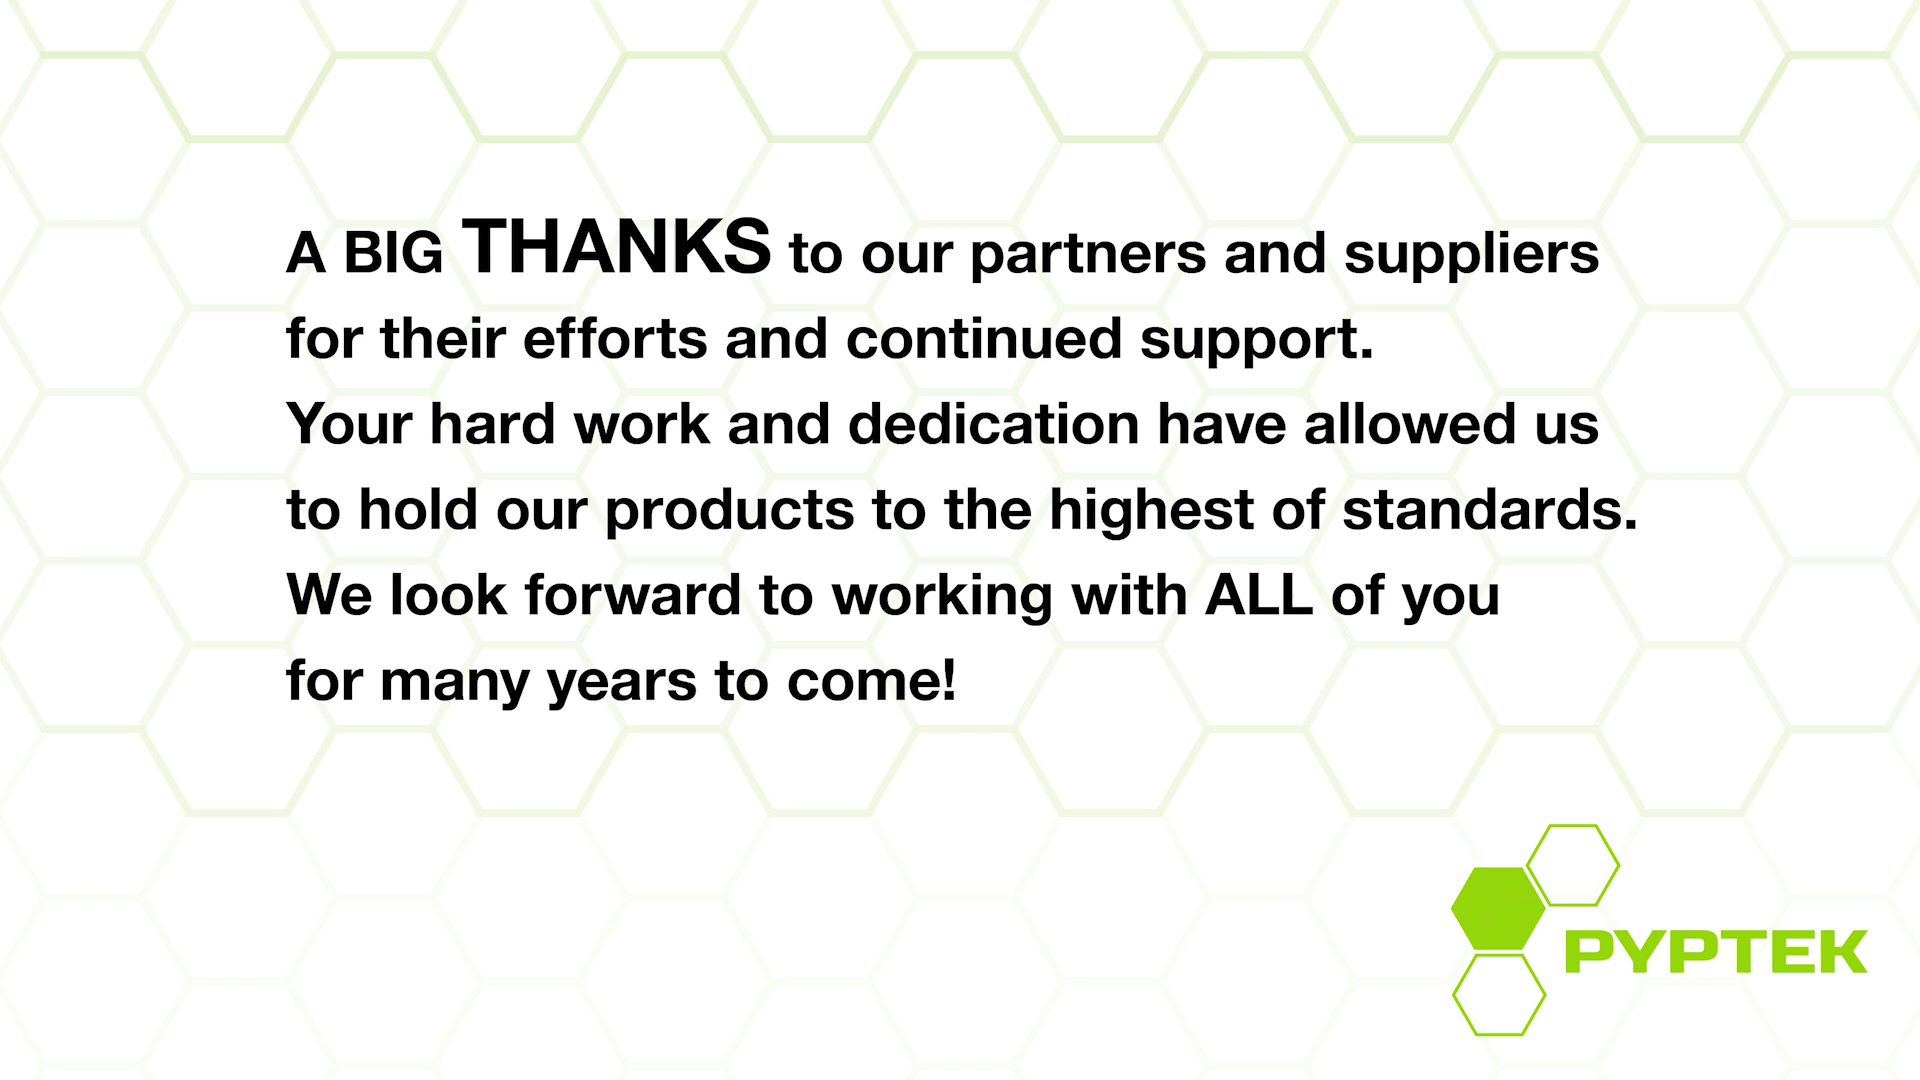 A BIG THANKS to our partners and suppliers
for their efforts and continued support.
Your hard work and dedication have allowed us
to hold our products to the highest of standards.
We look forward to working with ALL of you
for many years to come!
PYPTEK